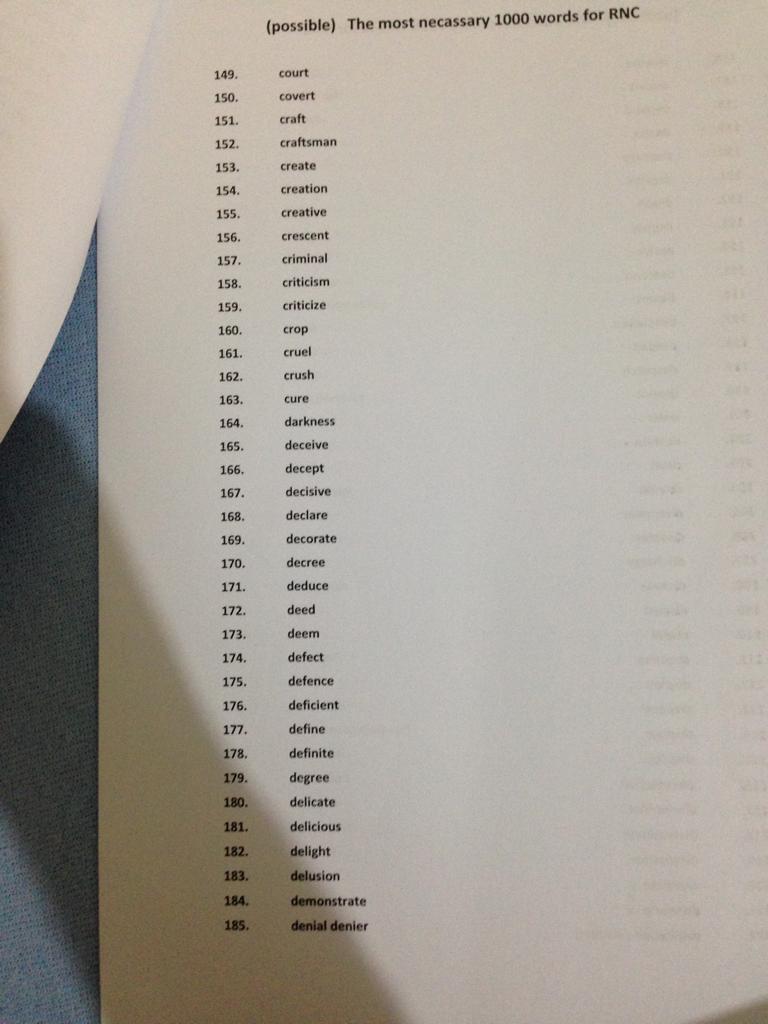 (possible) The most necassary 1000 words for RNC
149. court
150. covert
151. craft
152. craftsman
153. create
154. creation
155. creative
156. crescent
157. criminal
158. criticism
159. criticize
160. crop
161. cruel
162. crush
163. cure
164. darkness
165. deceive
166. decept
167. decisive
168. declare
169. decorate
170. decree
171. deduce
172. deed
173. deem
174. defect
175. defence
176. deficient
177. define
178. definite
179. degree
180. delicate
181. delicious
182. delight
183. delusion
184. demonstrate
185. denial denier